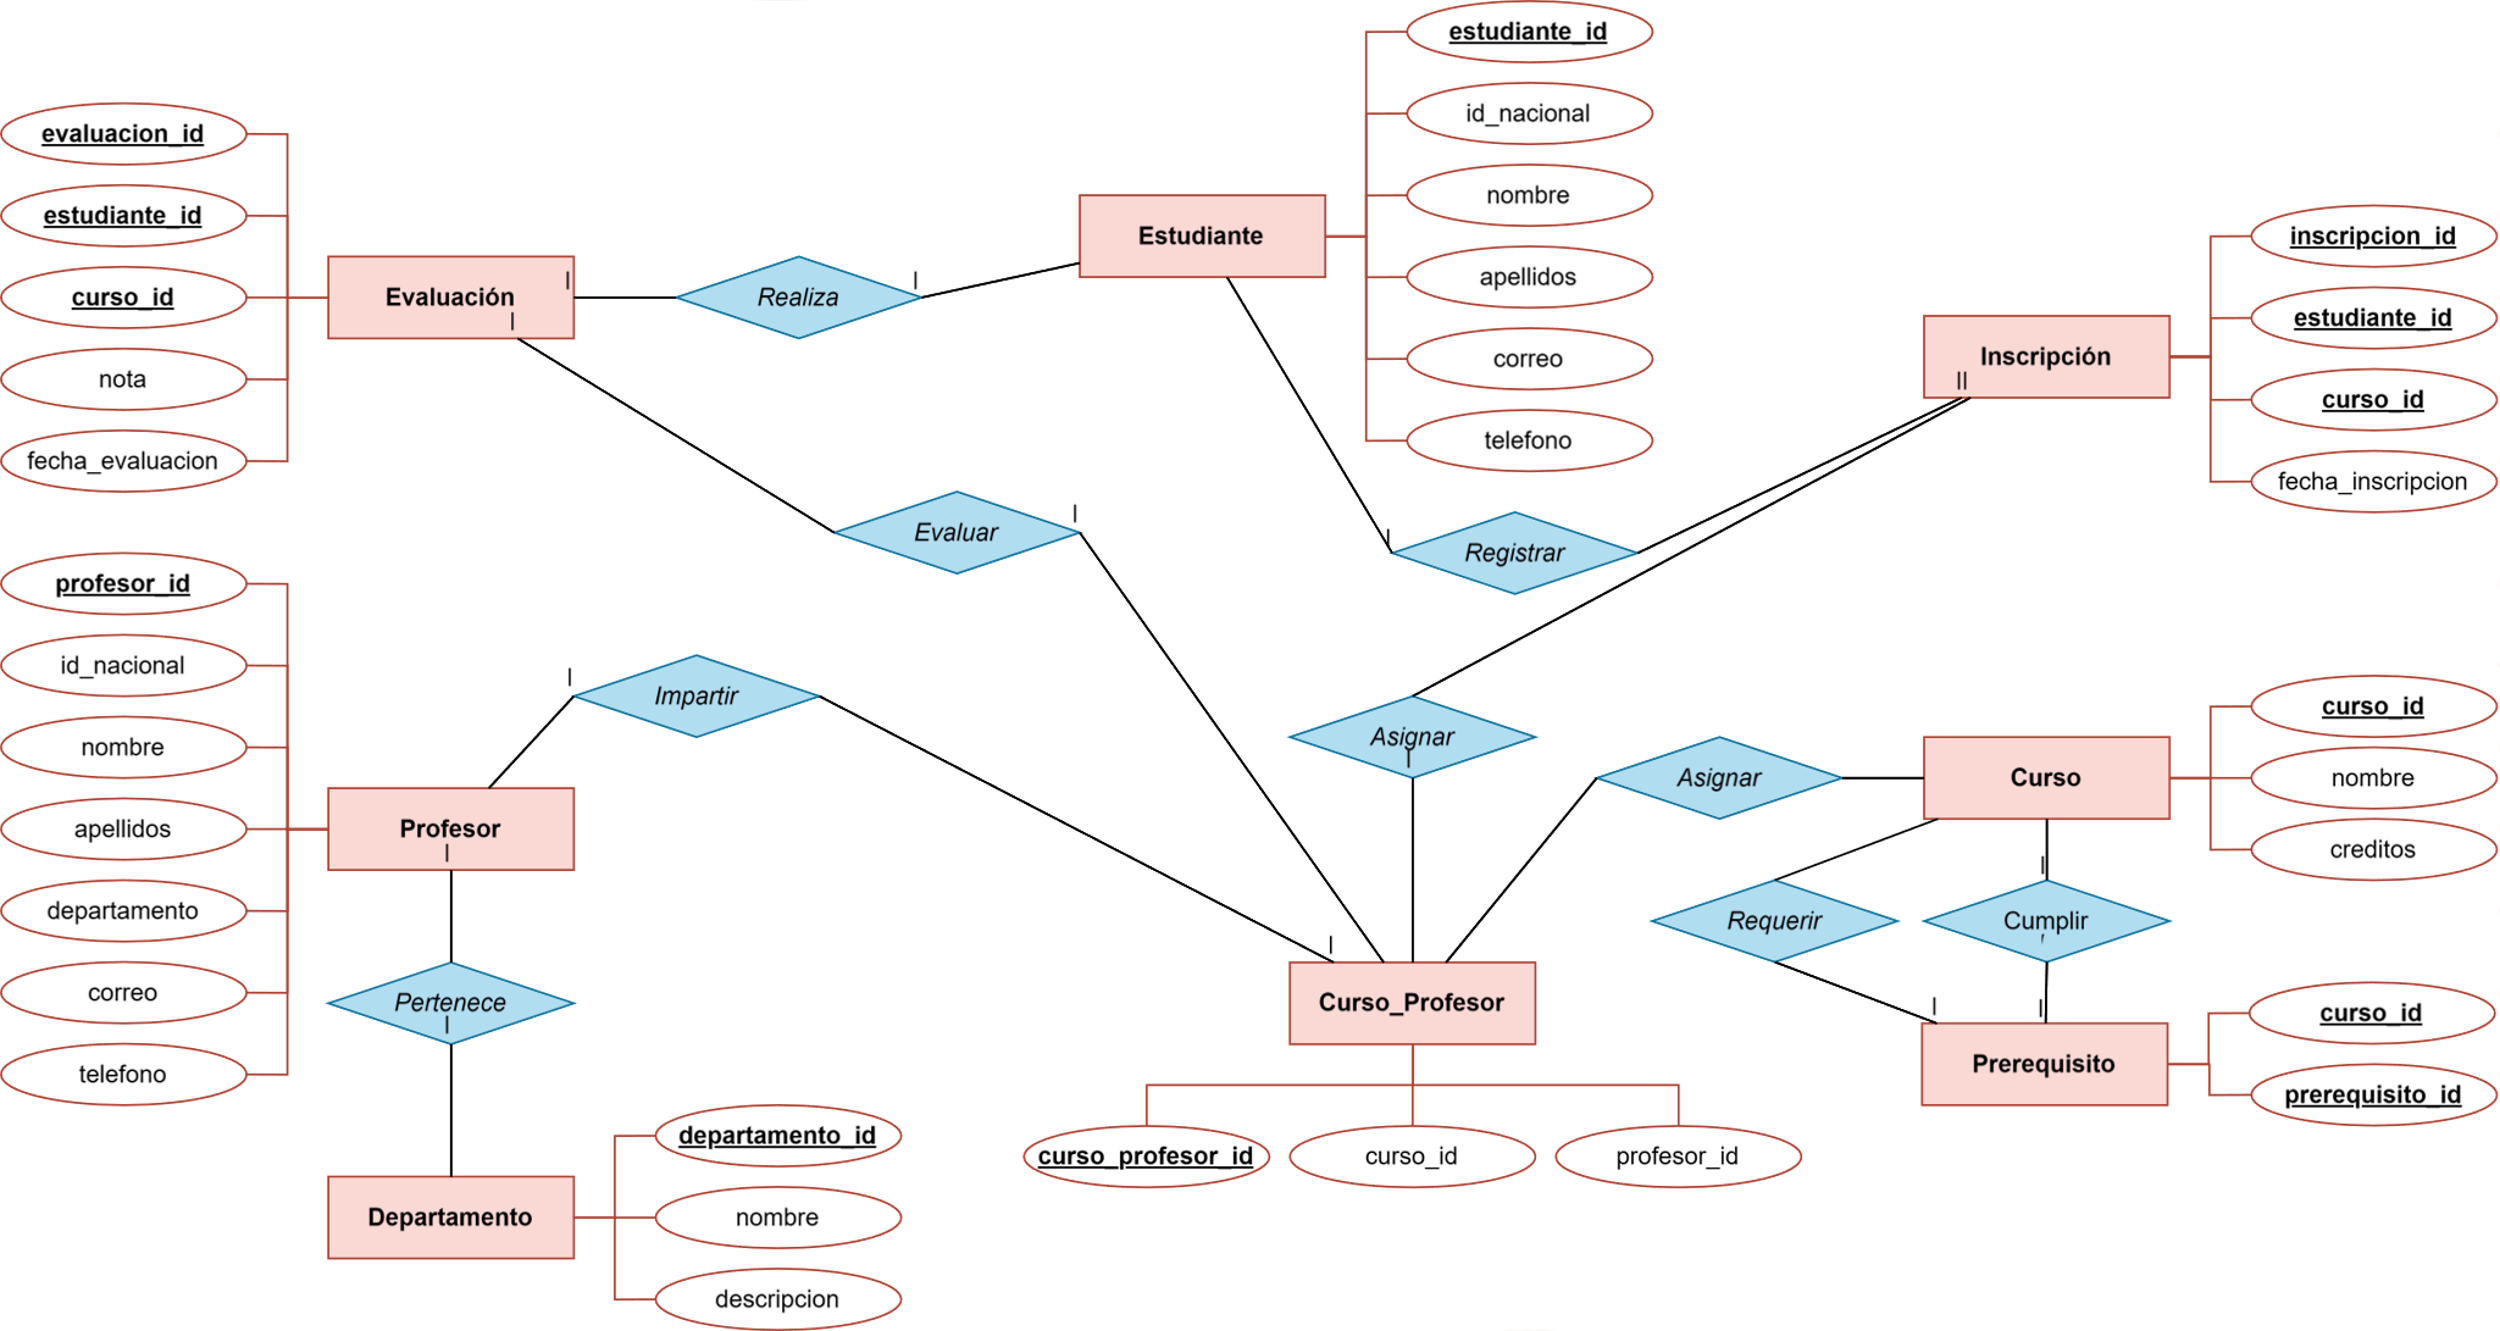 estudiante_id
id_nacional
nombre
apellidos
correo
telefono
Estudiante
evaluacion_id
estudiante_id
curso_id
nota
fecha_evaluacion
Evaluación
I
Realiza
I
I
Evaluar
I
inscripcion_id
estudiante_id
curso_id
fecha_inscripcion
Inscripción
II
Registrar
I
profesor_id
id_nacional
nombre
apellidos
departamento
correo
telefono
Profesor
I
Impartir
I
I
Pertenece
I
Asignar
I
Asignar
Curso
curso_id
nombre
creditos
Requerir
I
Cumplir
I
I
I
Curso_Profesor
curso_profesor_id
curso_id
profesor_id
Prerequisito
curso_id
prerequisito_id
Departamento
departamento_id
nombre
descripcion